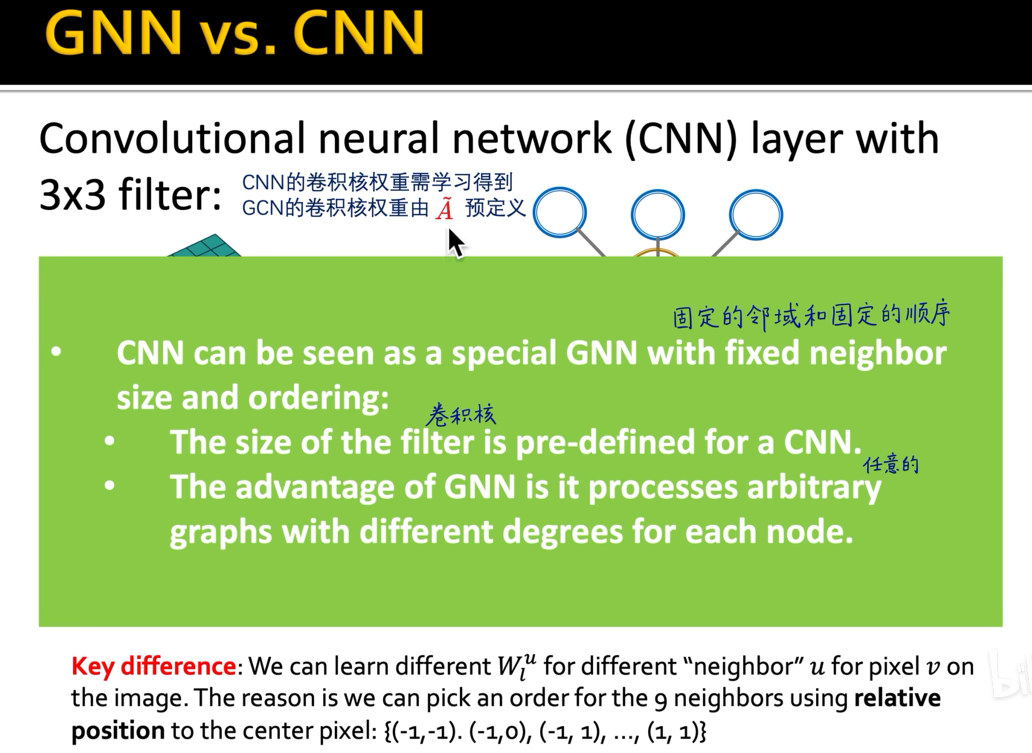 GNN vs. CNN
Convolutional neural network (CNN) layer with
3x3 filter:
CNN的卷积核权重需学习得到
GCN的卷积核权重由 Ã 预定义
固定的邻域和固定的顺序
• CNN can be seen as a special GNN with fixed neighbor
size and ordering:
卷积核
• The size of the filter is pre-defined for a CNN.
任意的
• The advantage of GNN is it processes arbitrary
graphs with different degrees for each node.
Key difference: We can learn different W_l^u for different “neighbor” u for pixel v on
the image. The reason is we can pick an order for the 9 neighbors using relative
position to the center pixel: {(-1,-1). (-1,0), (-1, 1), …, (1, 1)}